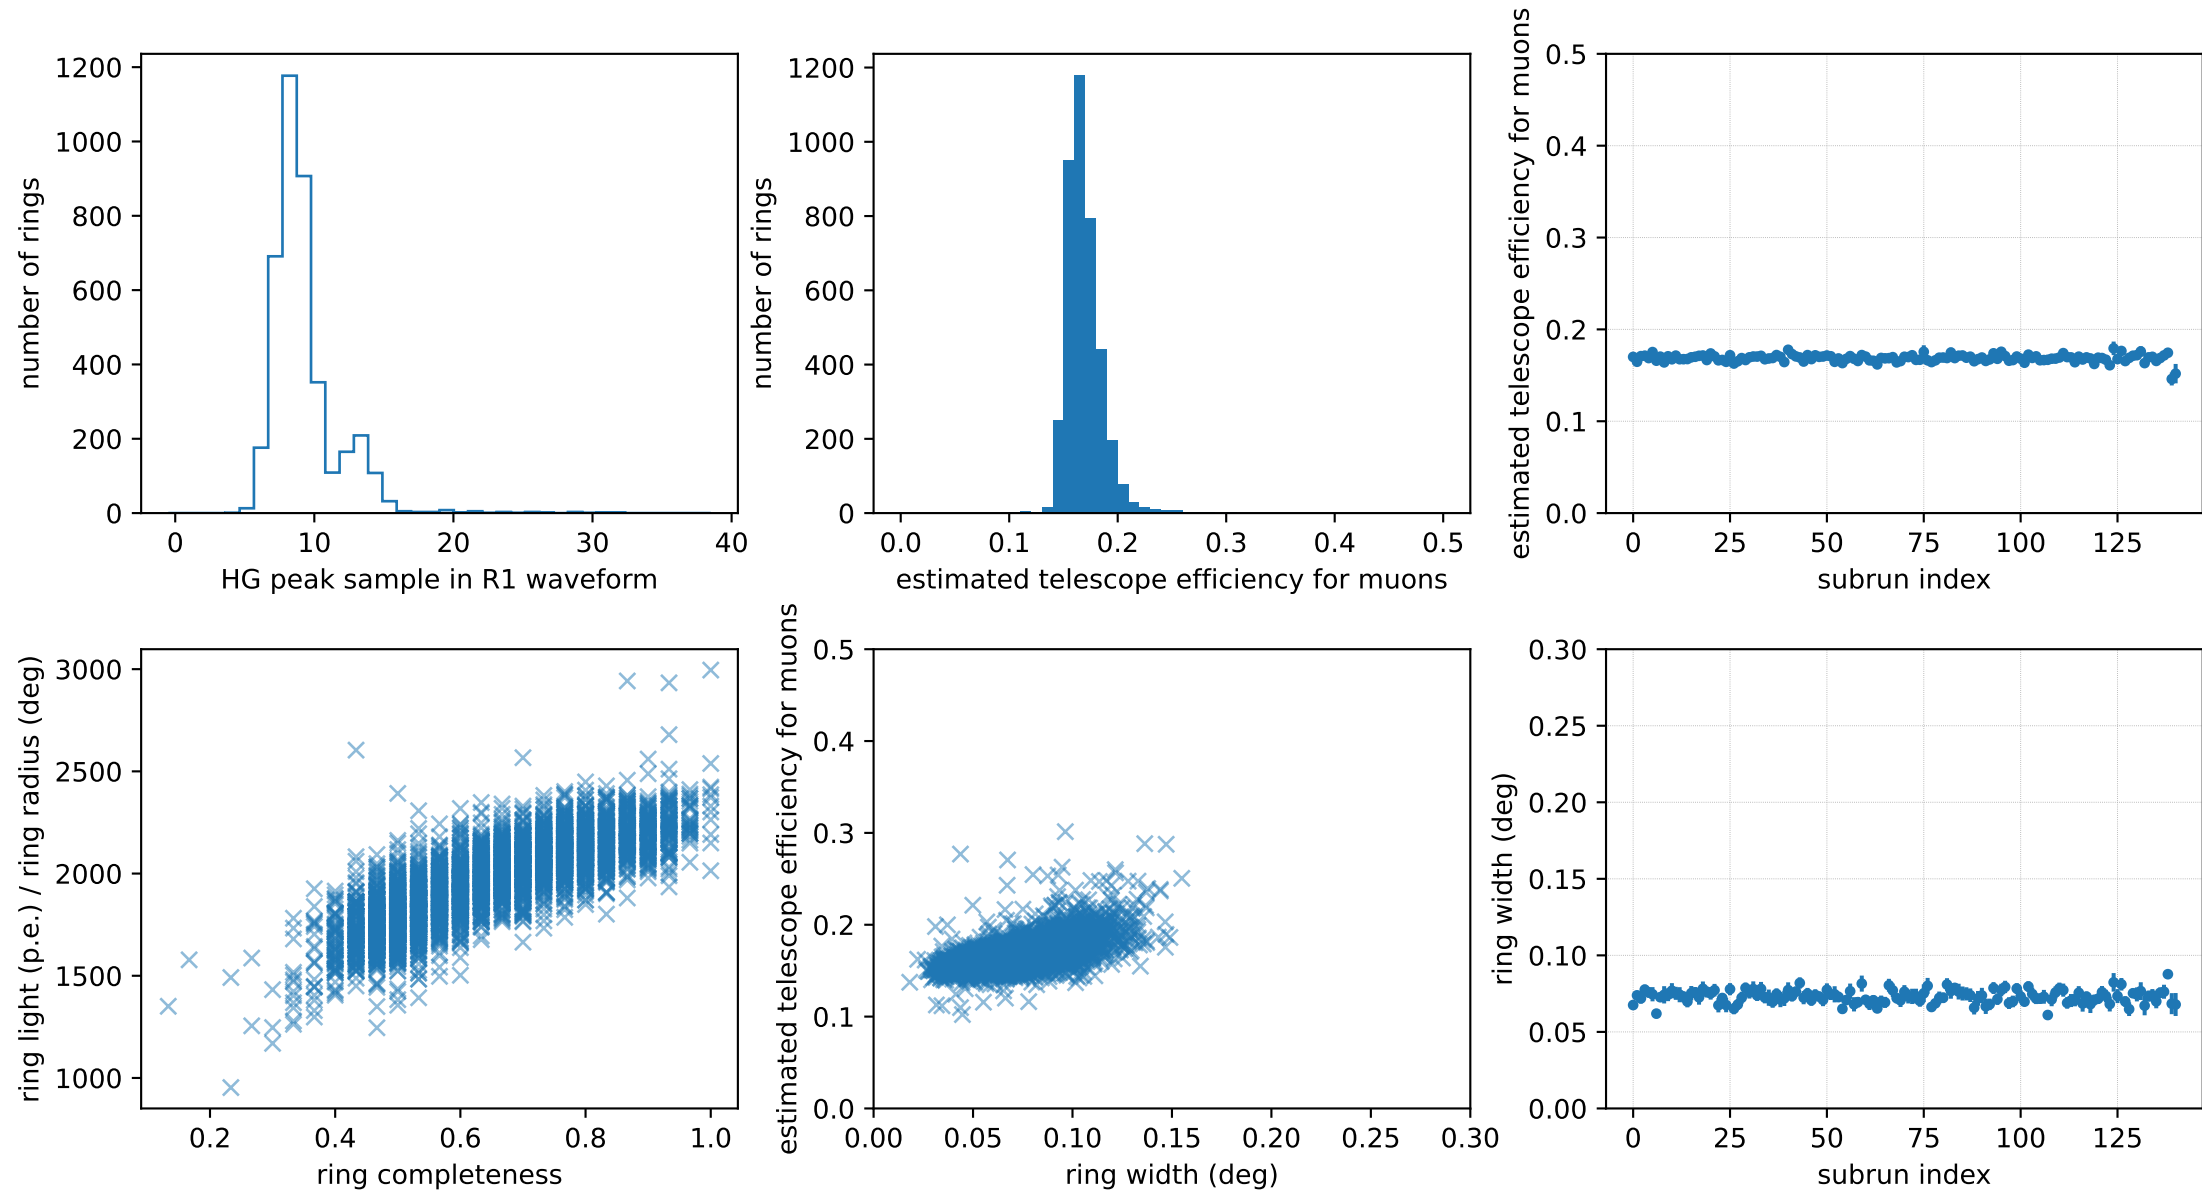 number of rings
1200
1000
800
600
400
200
0
0 10 20 30 40
HG peak sample in R1 waveform
number of rings
1200
1000
800
600
400
200
0
0.0 0.1 0.2 0.3 0.4 0.5
estimated telescope efficiency for muons
estimated telescope efficiency for muons
0.5
0.4
0.3
0.2
0.1
0.0
0 25 50 75 100 125
subrun index
ring light (p.e.) / ring radius (deg)
3000
2500
2000
1500
1000
0.2 0.4 0.6 0.8 1.0
ring completeness
estimated telescope efficiency for muons
0.5
0.4
0.3
0.2
0.1
0.0
0.00 0.05 0.10 0.15 0.20 0.25 0.30
ring width (deg)
ring width (deg)
0.30
0.25
0.20
0.15
0.10
0.05
0.00
0 25 50 75 100 125
subrun index